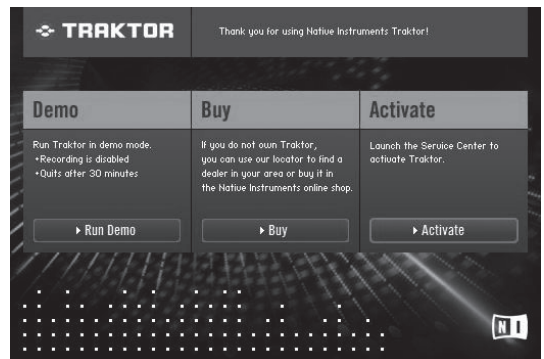 TRAKTOR
Thank you for using Native Instruments Traktor!
Demo
Run Traktor in demo mode.
•Recording is disabled
•Quits after 30 minutes
Run Demo
Buy
If you do not own Traktor,
you can use our locator to find a
dealer in your area or buy it in
the Native Instruments online shop.
Buy
Activate
Launch the Service Center to
activate Traktor.
Activate
NI